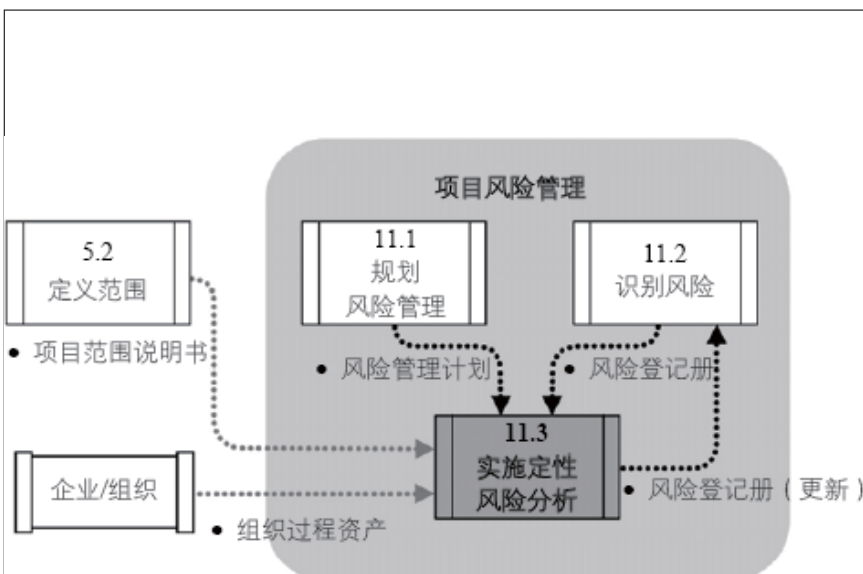 项目风险管理
5.2
定义范围
11.1
规划
风险管理
11.2
识别风险
• 项目范围说明书
• 风险管理计划
• 风险登记册
11.3
实施定性
风险分析
企业/组织
• 组织过程资产
• 风险登记册（更新）